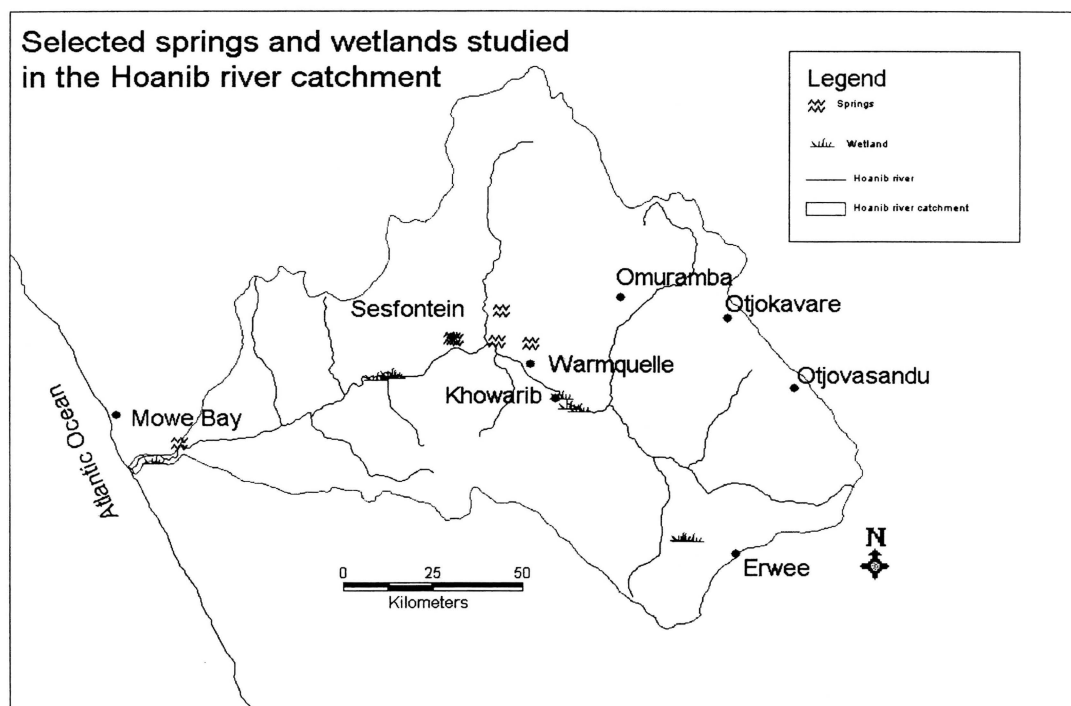 Selected springs and wetlands studied
in the Hoanib river catchment
Legend
Springs
Wetland
Hoanib river
Hoanib river catchment
Omuramba
Otjokavare
Sesfontein
Warmquelle
Otjovasandu
Khowarib
Mowe Bay
Atlantic Ocean
N
Erwee
0 25 50
Kilometers